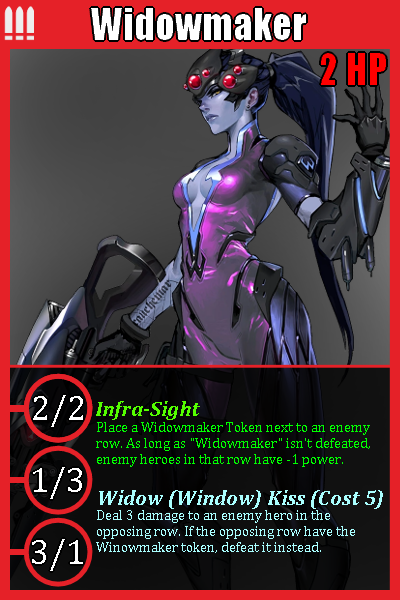 Widowmaker
2 HP
2/2
Infra-Sight
Place a Widowmaker Token next to an enemy
row. As long as "Widowmaker" isn't defeated,
enemy heroes in that row have -1 power.
1/3
Widow (Window) Kiss (Cost 5)
Deal 3 damage to an enemy hero in the
opposing row. If the opposing row have the
Winowmaker token, defeat it instead.
3/1